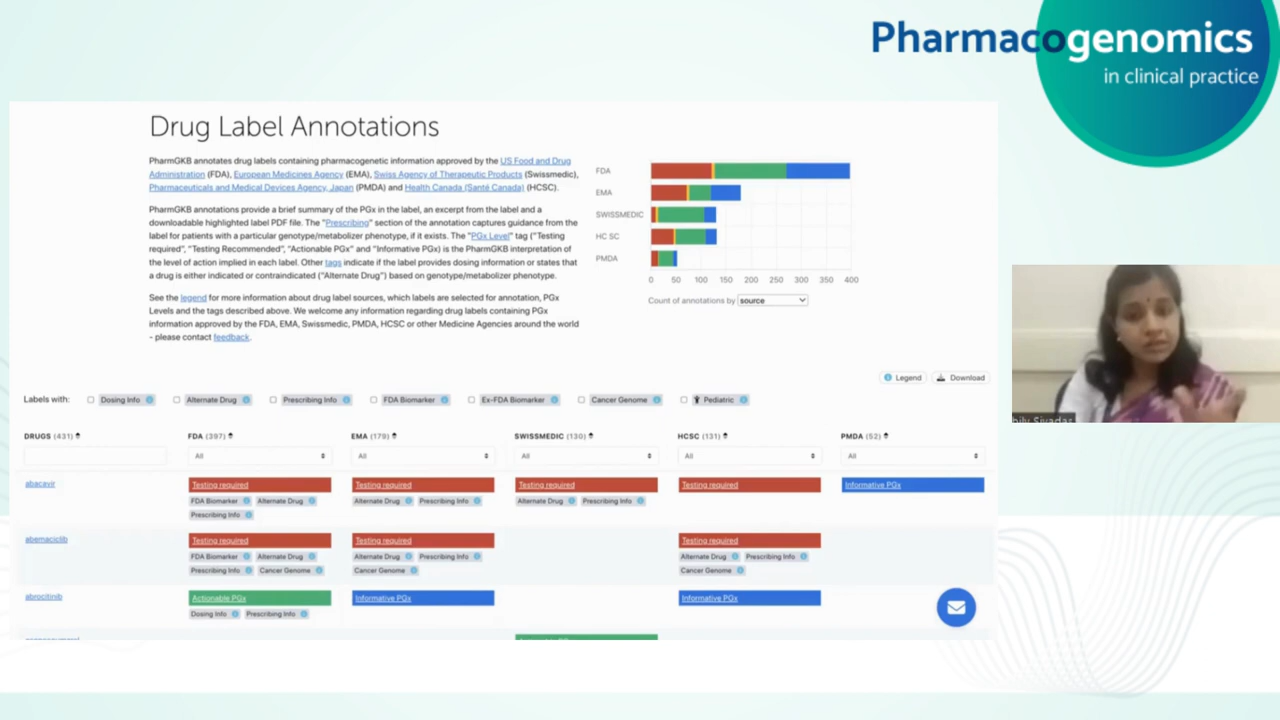 Pharmacogenomics
in clinical practice
Drug Label Annotations
PharmGKB annotates drug labels containing pharmacogenetic information approved by the US Food and Drug
Administration (FDA), European Medicines Agency (EMA), Swiss Agency of Therapeutic Products (Swissmedic),
Pharmaceuticals and Medical Devices Agency, Japan (PMDA) and Health Canada (Santé Canada) (HCSC).
PharmGKB annotations provide a brief summary of the PGx in the label, an excerpt from the label and a
downloadable highlighted label PDF file. The "Prescribing" section of the annotation captures guidance from the
label for patients with a particular genotype/metabolizer phenotype, if it exists. The "PGx Level" tag ("Testing
required", "Testing Recommended", "Actionable PGx" and "Informative PGx) is the PharmGKB interpretation of
the level of action implied in each label. Other tags indicate if the label provides dosing information or states that
a drug is either indicated or contraindicated ("Alternate Drug") based on genotype/metabolizer phenotype.
See the legend for more information about drug label sources, which labels are selected for annotation, PGx
Levels and the tags described above. We welcome any information regarding drug labels containing PGx
information approved by the FDA, EMA, Swissmedic, PMDA, HCSC or other Medicine Agencies around the world
- please contact feedback.
FDA
EMA
SWISSMEDIC
HC SC
PMDA
0 50 100 150 200 250 300 350 400
Count of annotations by source
Legend Download
Labels with: Dosing Info Alternate Drug Prescribing Info FDA Biomarker Ex-FDA Biomarker Cancer Genome Pediatric
DRUGS (431) FDA (397) EMA (179) SWISSMEDIC (130) HCSC (131) PMDA (52)
All All All All All
abacavir Testing required Testing required Testing required Testing required Informative PGx
FDA Biomarker Alternate Drug Alternate Drug Prescribing Info Alternate Drug Prescribing Info
Prescribing Info
abemaciclib Testing required Testing required Testing required
FDA Biomarker Alternate Drug Alternate Drug Prescribing Info Alternate Drug Prescribing Info
Prescribing Info Cancer Genome Cancer Genome Cancer Genome
abrocitinib Actionable PGx Informative PGx Informative PGx
Dosing Info Prescribing Info
Sivadas